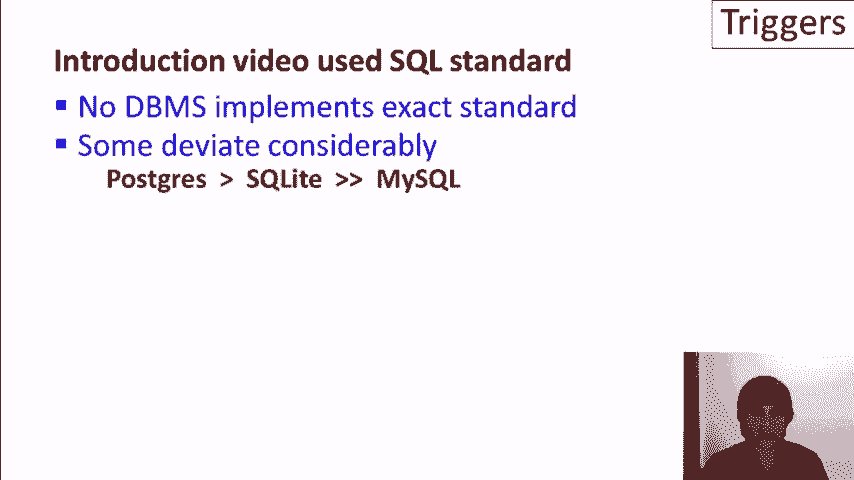 Triggers
Introduction video used SQL standard
▪ No DBMS implements exact standard
▪ Some deviate considerably
Postgres > SQLite >> MySQL